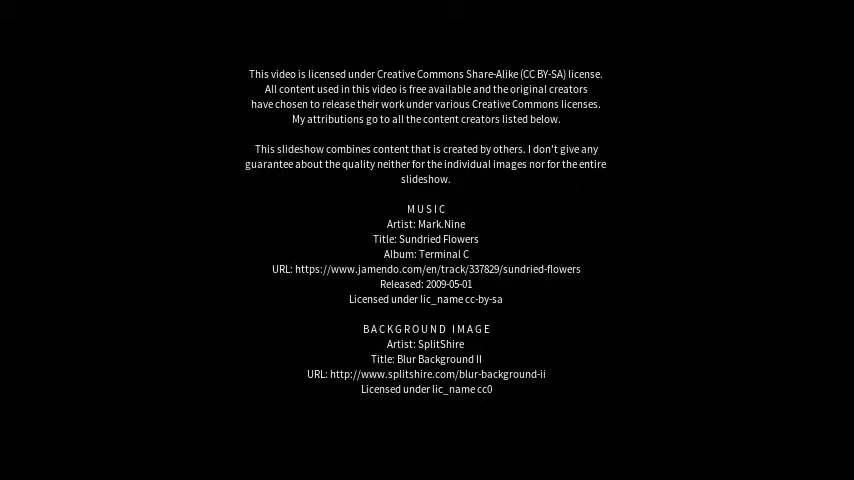 This video is licensed under Creative Commons Share-Alike (CC BY-SA) license.
All content used in this video is free available and the original creators
have chosen to release their work under various Creative Commons licenses.
My attributions go to all the content creators listed below.
This slideshow combines content that is created by others. I don't give any
guarantee about the quality neither for the individual images nor for the entire
slideshow.
MUSIC
Artist: Mark.Nine
Title: Sundried Flowers
Album: Terminal C
URL: https://www.jamendo.com/en/track/337829/sundried-flowers
Released: 2009-05-01
Licensed under lic_name cc-by-sa
BACKGROUND IMAGE
Artist: SplitShire
Title: Blur Background II
URL: http://www.splitshire.com/blur-background-ii
Licensed under lic_name cc0